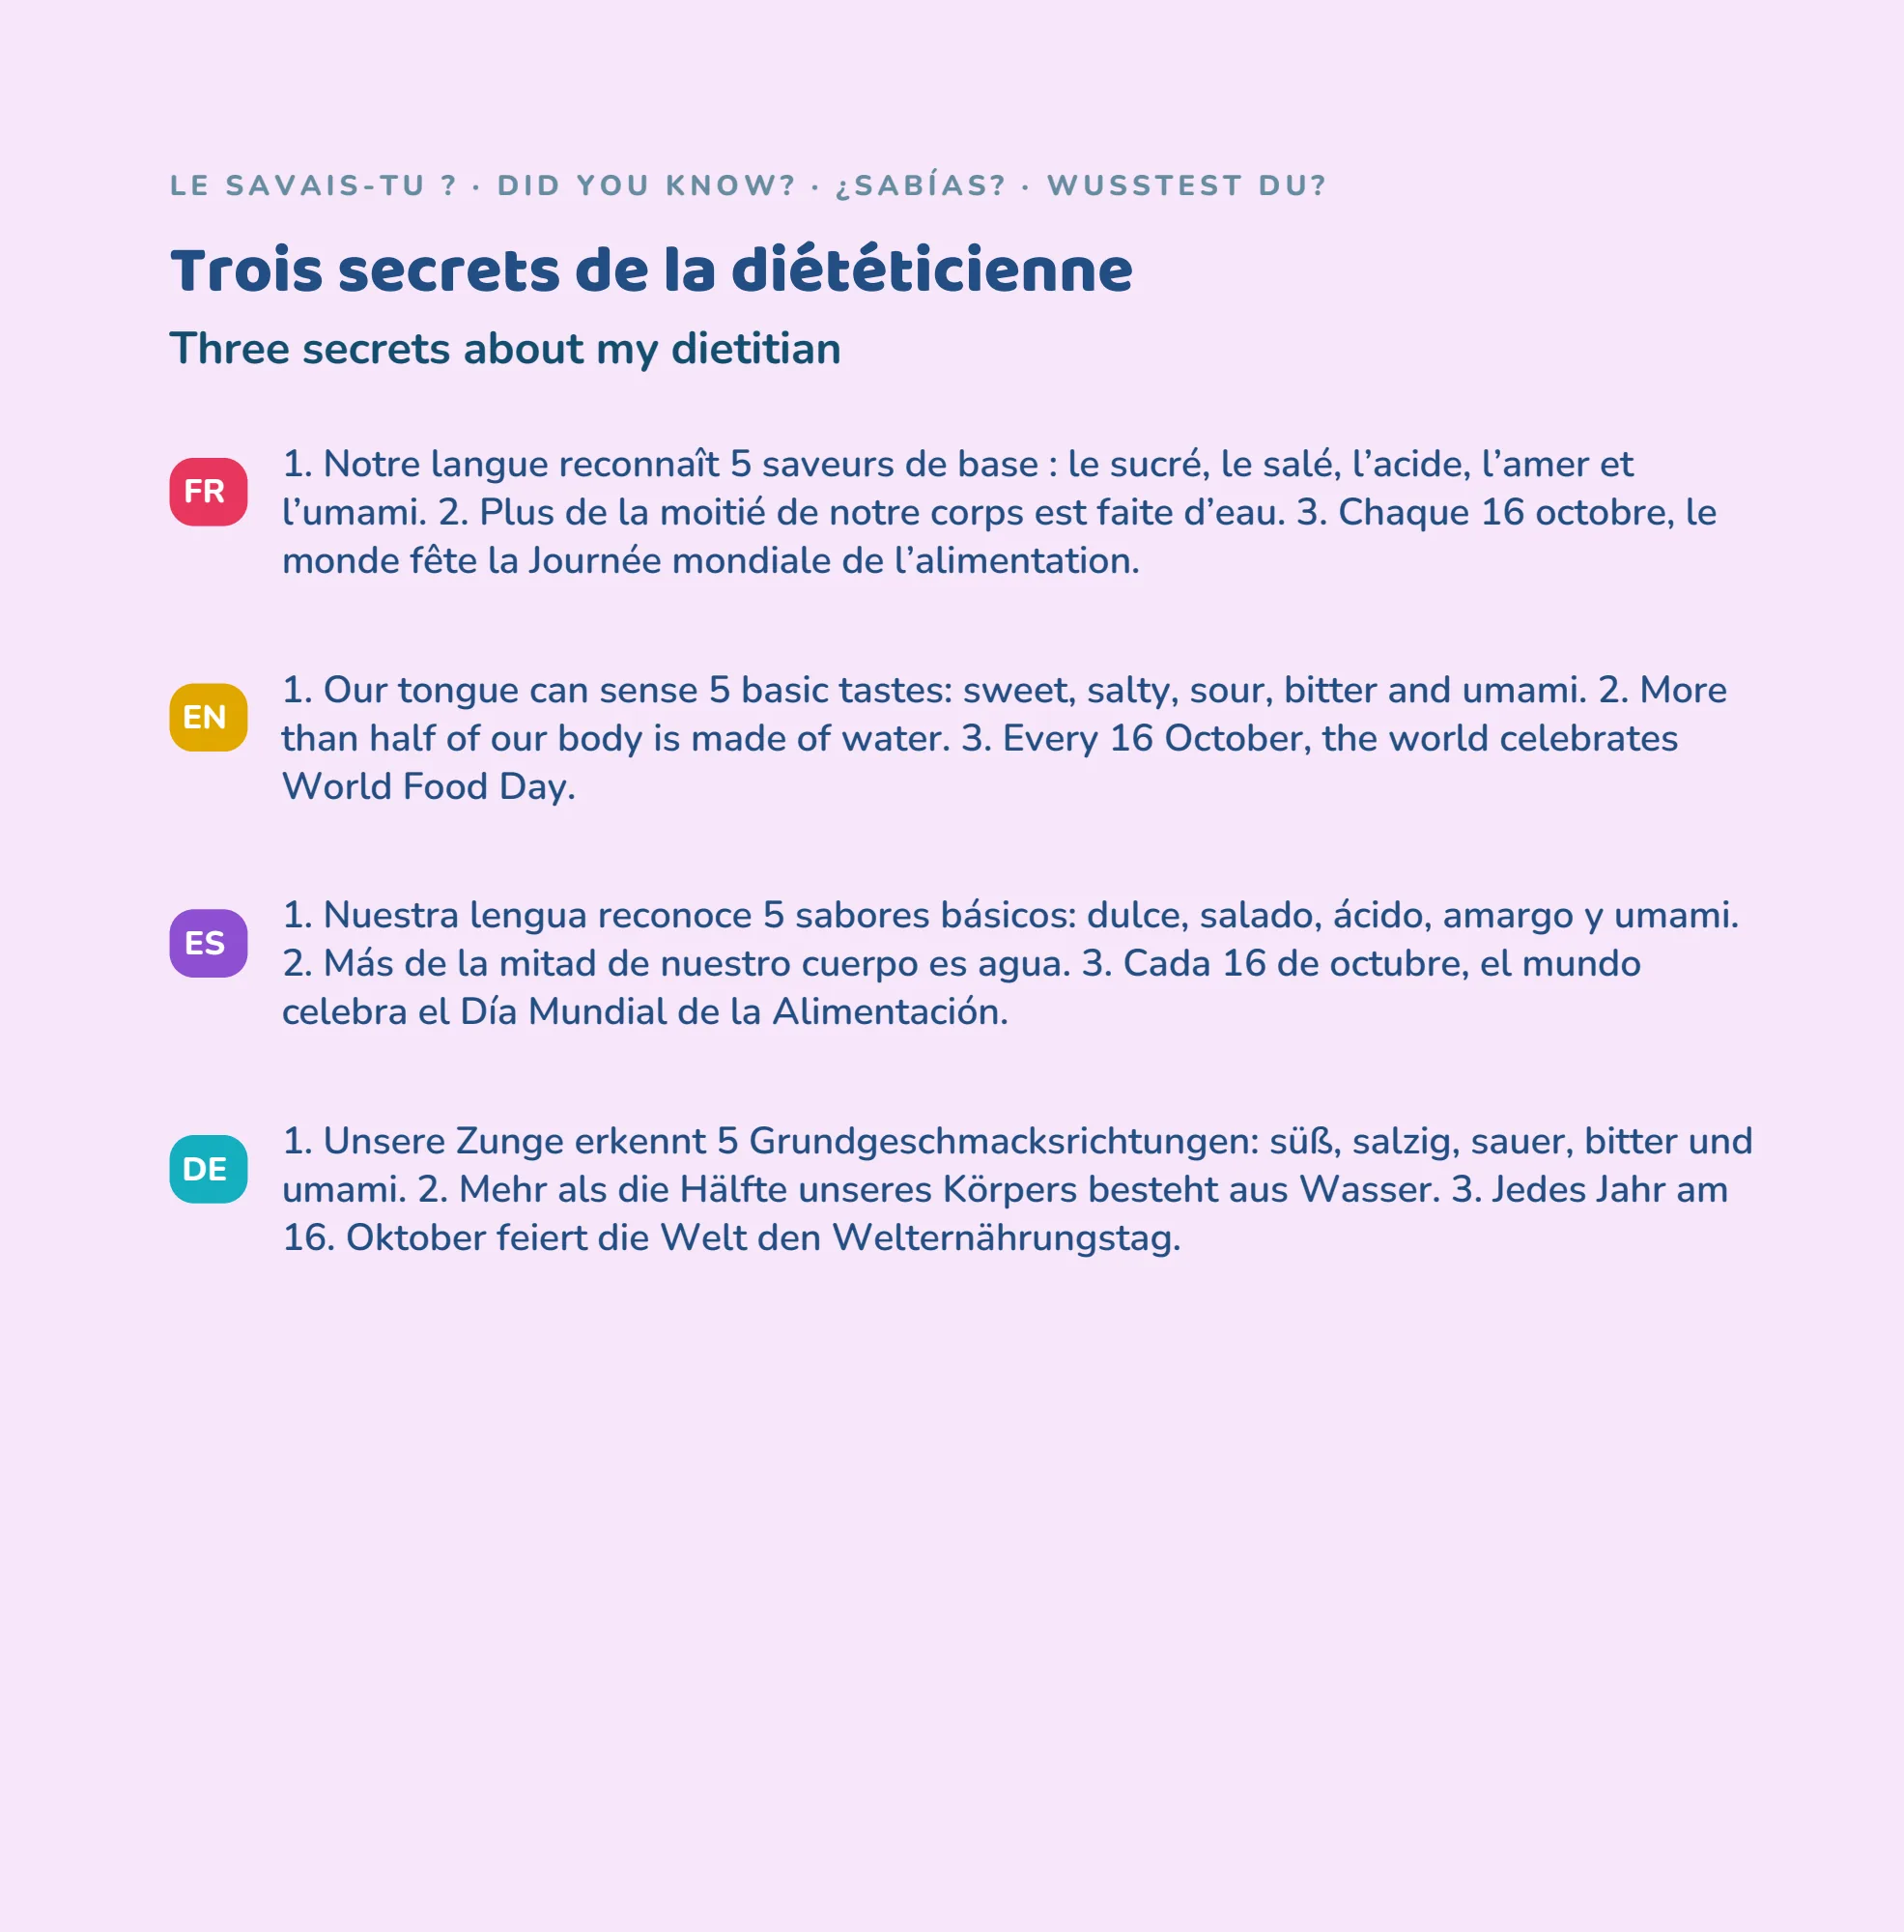 LE SAVAIS-TU ? · DID YOU KNOW? · ¿SABÍAS? · WUSSTEST DU?
Trois secrets de la diététicienne
Three secrets about my dietitian
FR
1. Notre langue reconnaît 5 saveurs de base : le sucré, le salé, l’acide, l’amer et
l’umami. 2. Plus de la moitié de notre corps est faite d’eau. 3. Chaque 16 octobre, le
monde fête la Journée mondiale de l’alimentation.
EN
1. Our tongue can sense 5 basic tastes: sweet, salty, sour, bitter and umami. 2. More
than half of our body is made of water. 3. Every 16 October, the world celebrates
World Food Day.
ES
1. Nuestra lengua reconoce 5 sabores básicos: dulce, salado, ácido, amargo y umami.
2. Más de la mitad de nuestro cuerpo es agua. 3. Cada 16 de octubre, el mundo
celebra el Día Mundial de la Alimentación.
DE
1. Unsere Zunge erkennt 5 Grundgeschmacksrichtungen: süß, salzig, sauer, bitter und
umami. 2. Mehr als die Hälfte unseres Körpers besteht aus Wasser. 3. Jedes Jahr am
16. Oktober feiert die Welt den Welternährungstag.